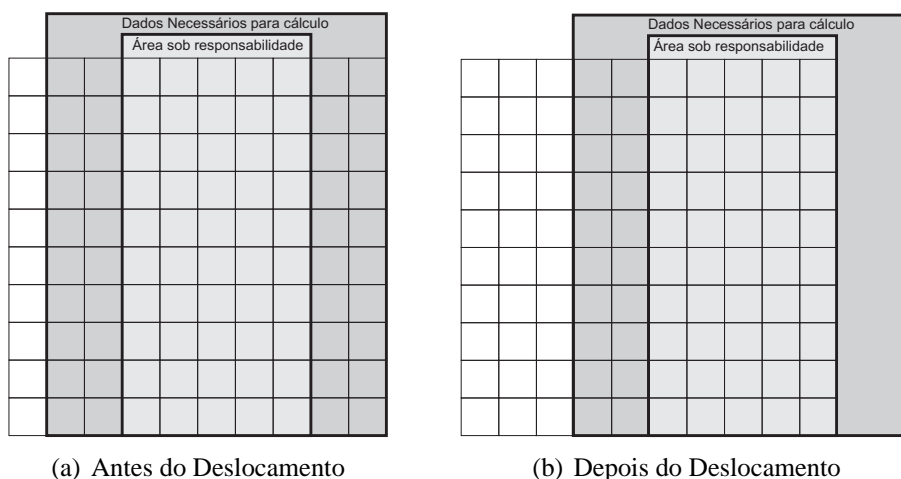 Dados Necessários para cálculo
Área sob responsabilidade
Dados Necessários para cálculo
Área sob responsabilidade
(a) Antes do Deslocamento
(b) Depois do Deslocamento